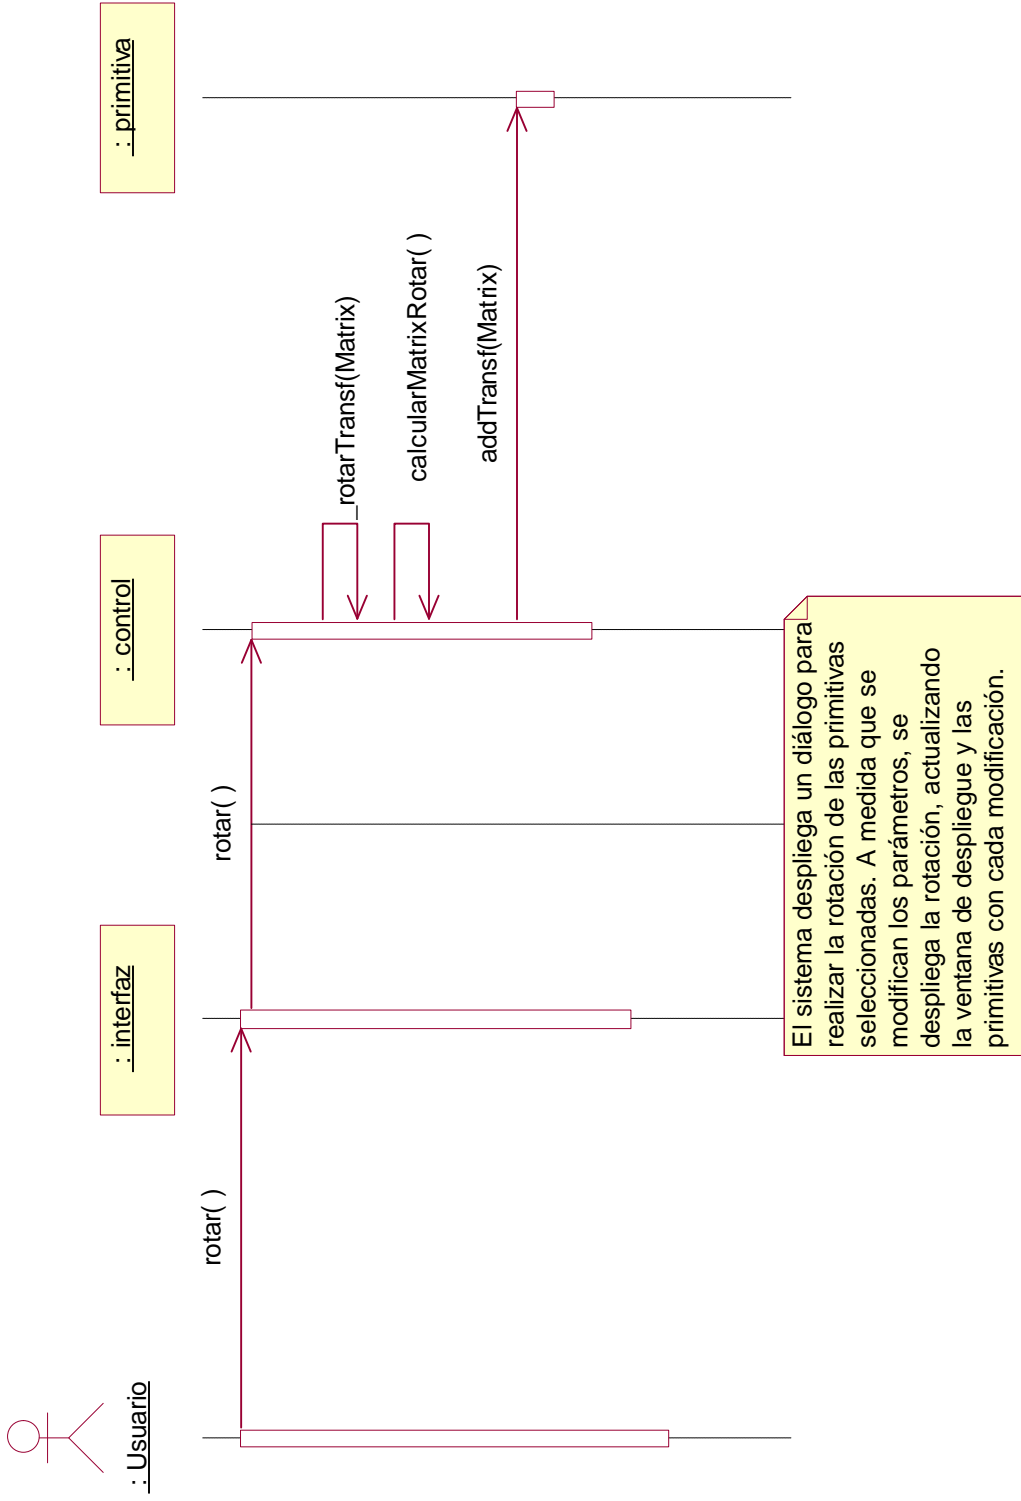 : Usuario
: interfaz
: control
: primitiva
rotar( )
rotar( )
_rotarTransf(Matrix)
calcularMatrixRotar( )
addTransf(Matrix)
El sistema despliega un diálogo para
realizar la rotación de las primitivas
seleccionadas. A medida que se
modifican los parámetros, se
despliega la rotación, actualizando
la ventana de despliegue y las
primitivas con cada modificación.